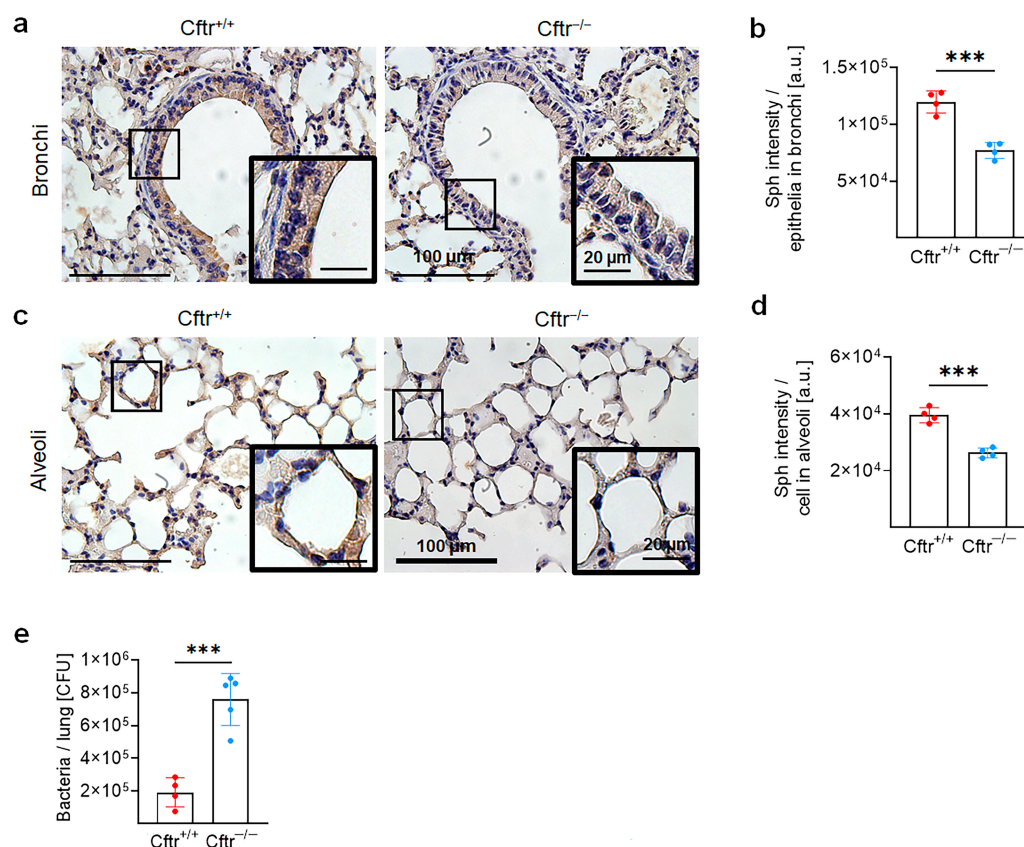 a
Cftr+/+
Cftr–/–
Bronchi
100 µm
20 µm
b
Sph intensity /
epithelia in bronchi [a.u.]
***
1.5×10⁵
1×10⁵
5×10⁴
Cftr+/+
Cftr–/–
c
Cftr+/+
Cftr–/–
Alveoli
100 µm
20 µm
d
Sph intensity /
cell in alveoli [a.u.]
***
6×10⁴
4×10⁴
2×10⁴
Cftr+/+
Cftr–/–
e
Bacteria / lung [CFU]
***
1×10⁶
8×10⁵
6×10⁵
4×10⁵
2×10⁵
Cftr+/+
Cftr–/–